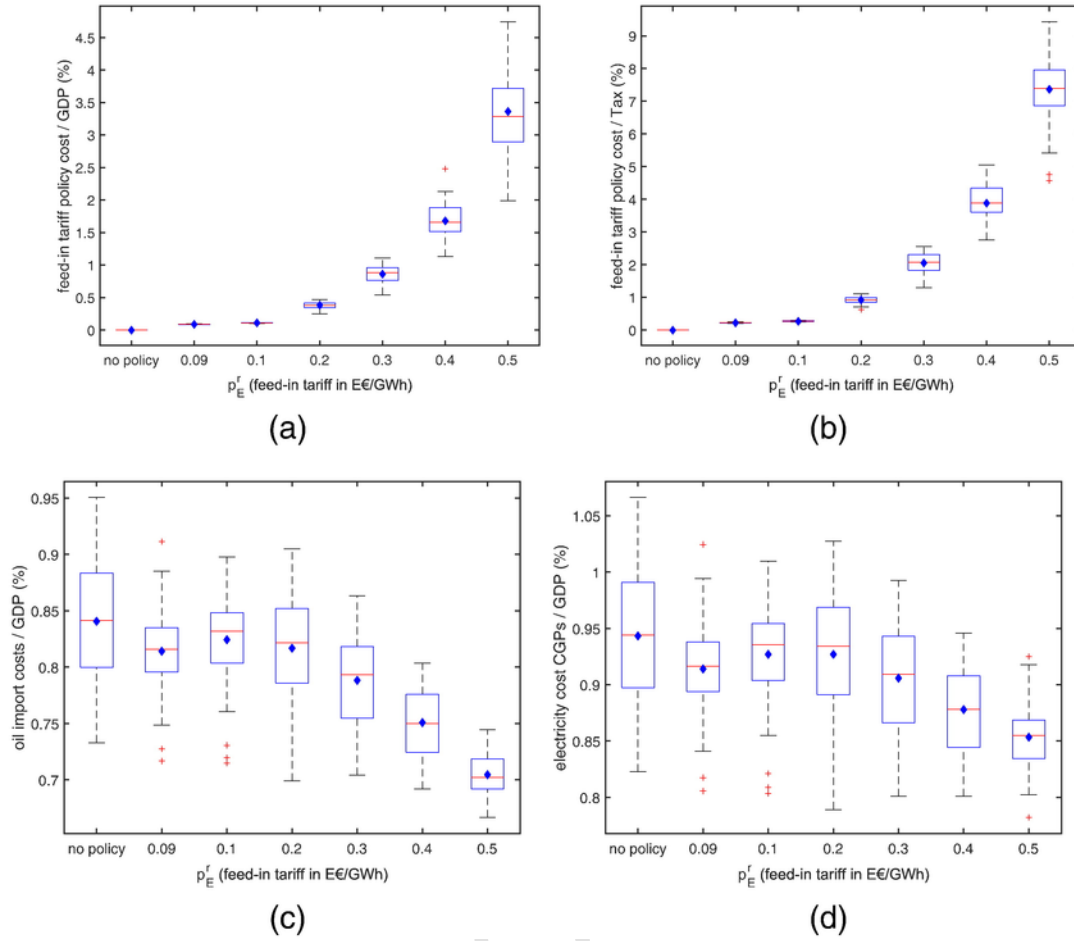 feed-in tariff policy cost / GDP (%)
4.5
4
3.5
3
2.5
2
1.5
1
0.5
0
no policy 0.09 0.1 0.2 0.3 0.4 0.5
p_E^r (feed-in tariff in E€/GWh)
(a)
feed-in tariff policy cost / Tax (%)
9
8
7
6
5
4
3
2
1
0
no policy 0.09 0.1 0.2 0.3 0.4 0.5
p_E^r (feed-in tariff in E€/GWh)
(b)
oil import costs / GDP (%)
0.95
0.9
0.85
0.8
0.75
0.7
no policy 0.09 0.1 0.2 0.3 0.4 0.5
p_E^r (feed-in tariff in E€/GWh)
(c)
electricity cost CGPs / GDP (%)
1.05
1
0.95
0.9
0.85
0.8
no policy 0.09 0.1 0.2 0.3 0.4 0.5
p_E^r (feed-in tariff in E€/GWh)
(d)